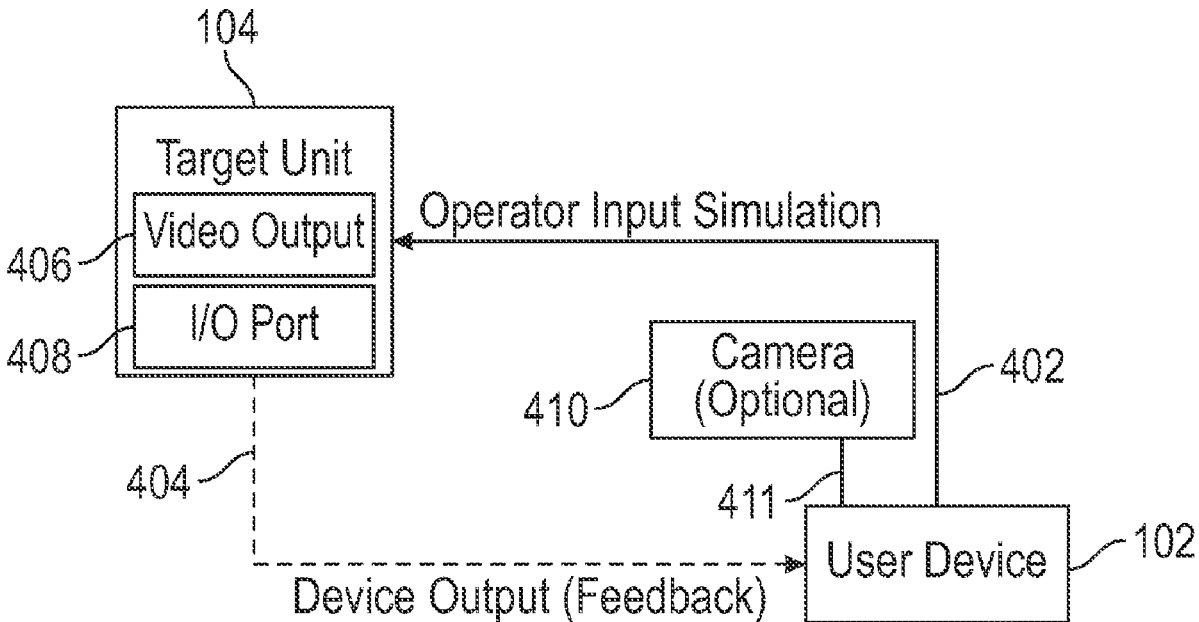 104
Target Unit
Video Output
406
I/O Port
408
Operator Input Simulation
Camera
(Optional)
410
402
404
411
User Device
102
Device Output (Feedback)